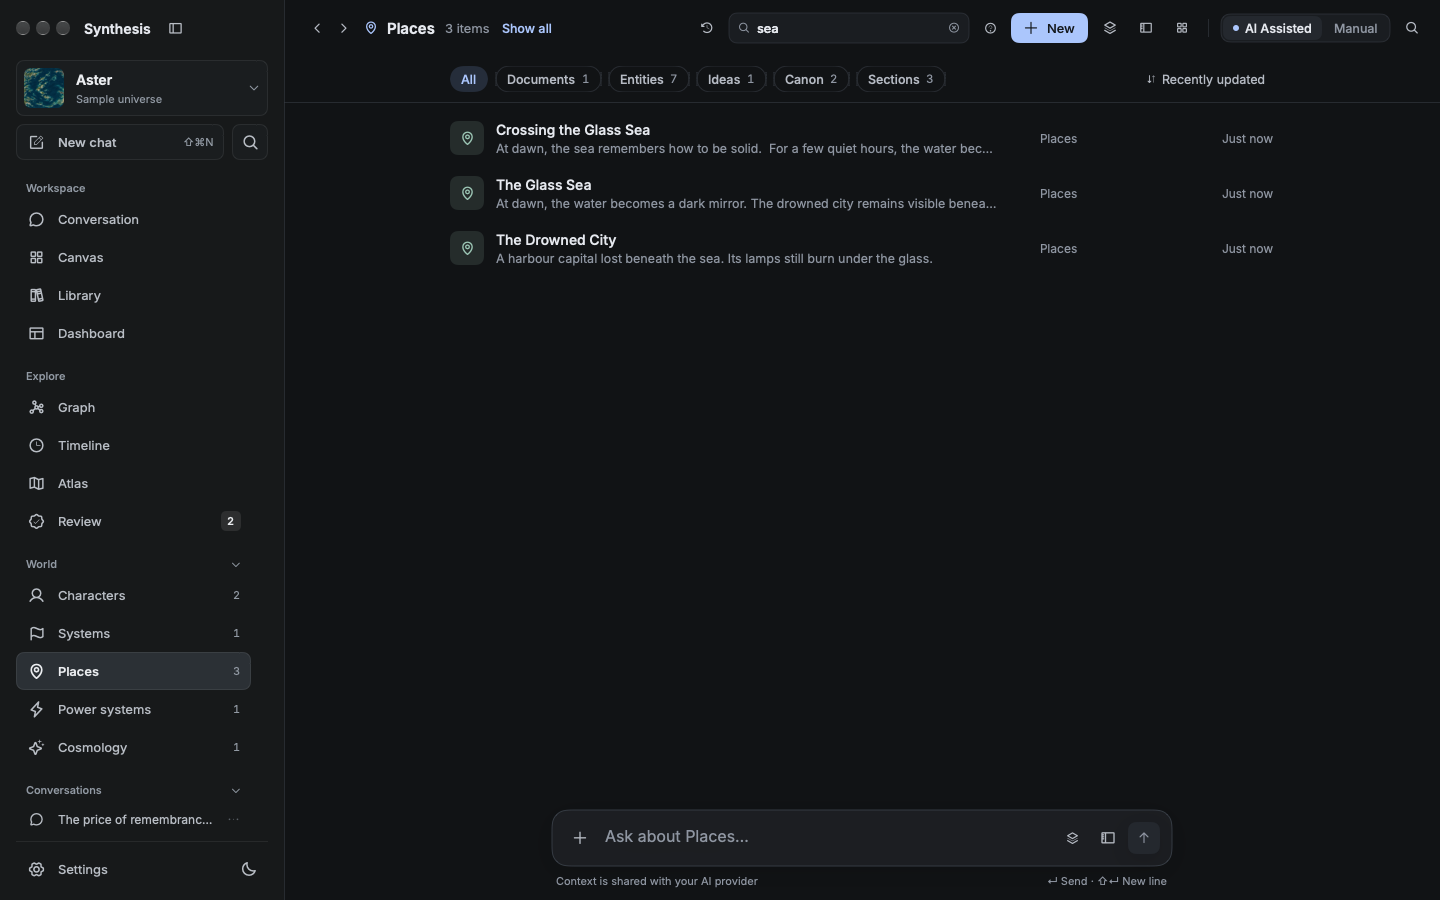 Synthesis
Aster
Sample universe
New chat ⇧⌘N
Workspace
Conversation
Canvas
Library
Dashboard
Explore
Graph
Timeline
Atlas
Review 2
World
Characters 2
Systems 1
Places 3
Power systems 1
Cosmology 1
Conversations
The price of remembranc...
Settings
Places 3 items Show all
sea
New
AI Assisted Manual
All Documents 1 Entities 7 Ideas 1 Canon 2 Sections 3
Recently updated
Crossing the Glass Sea
At dawn, the sea remembers how to be solid. For a few quiet hours, the water bec...
Places Just now
The Glass Sea
At dawn, the water becomes a dark mirror. The drowned city remains visible benea...
Places Just now
The Drowned City
A harbour capital lost beneath the sea. Its lamps still burn under the glass.
Places Just now
Ask about Places...
Context is shared with your AI provider
↵ Send · ⇧↵ New line